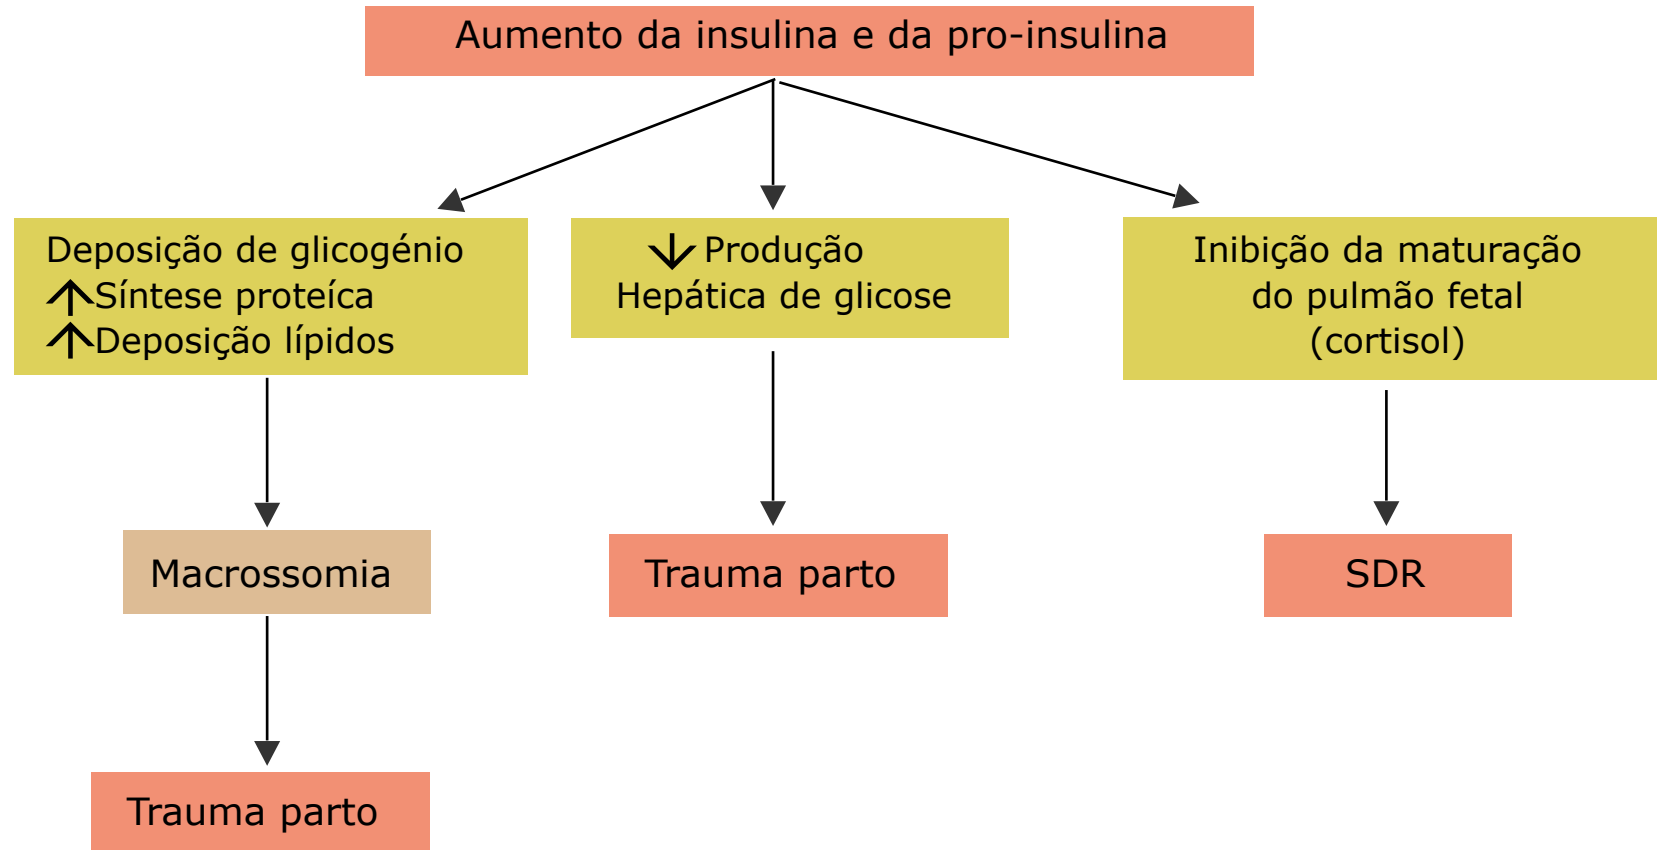 Aumento da insulina e da pro-insulina
Deposição de glicogénio
↑Síntese proteíca
↑Deposição lípidos
↓ Produção
Hepática de glicose
Inibição da maturação
do pulmão fetal
(cortisol)
Macrossomia
Trauma parto
SDR
Trauma parto